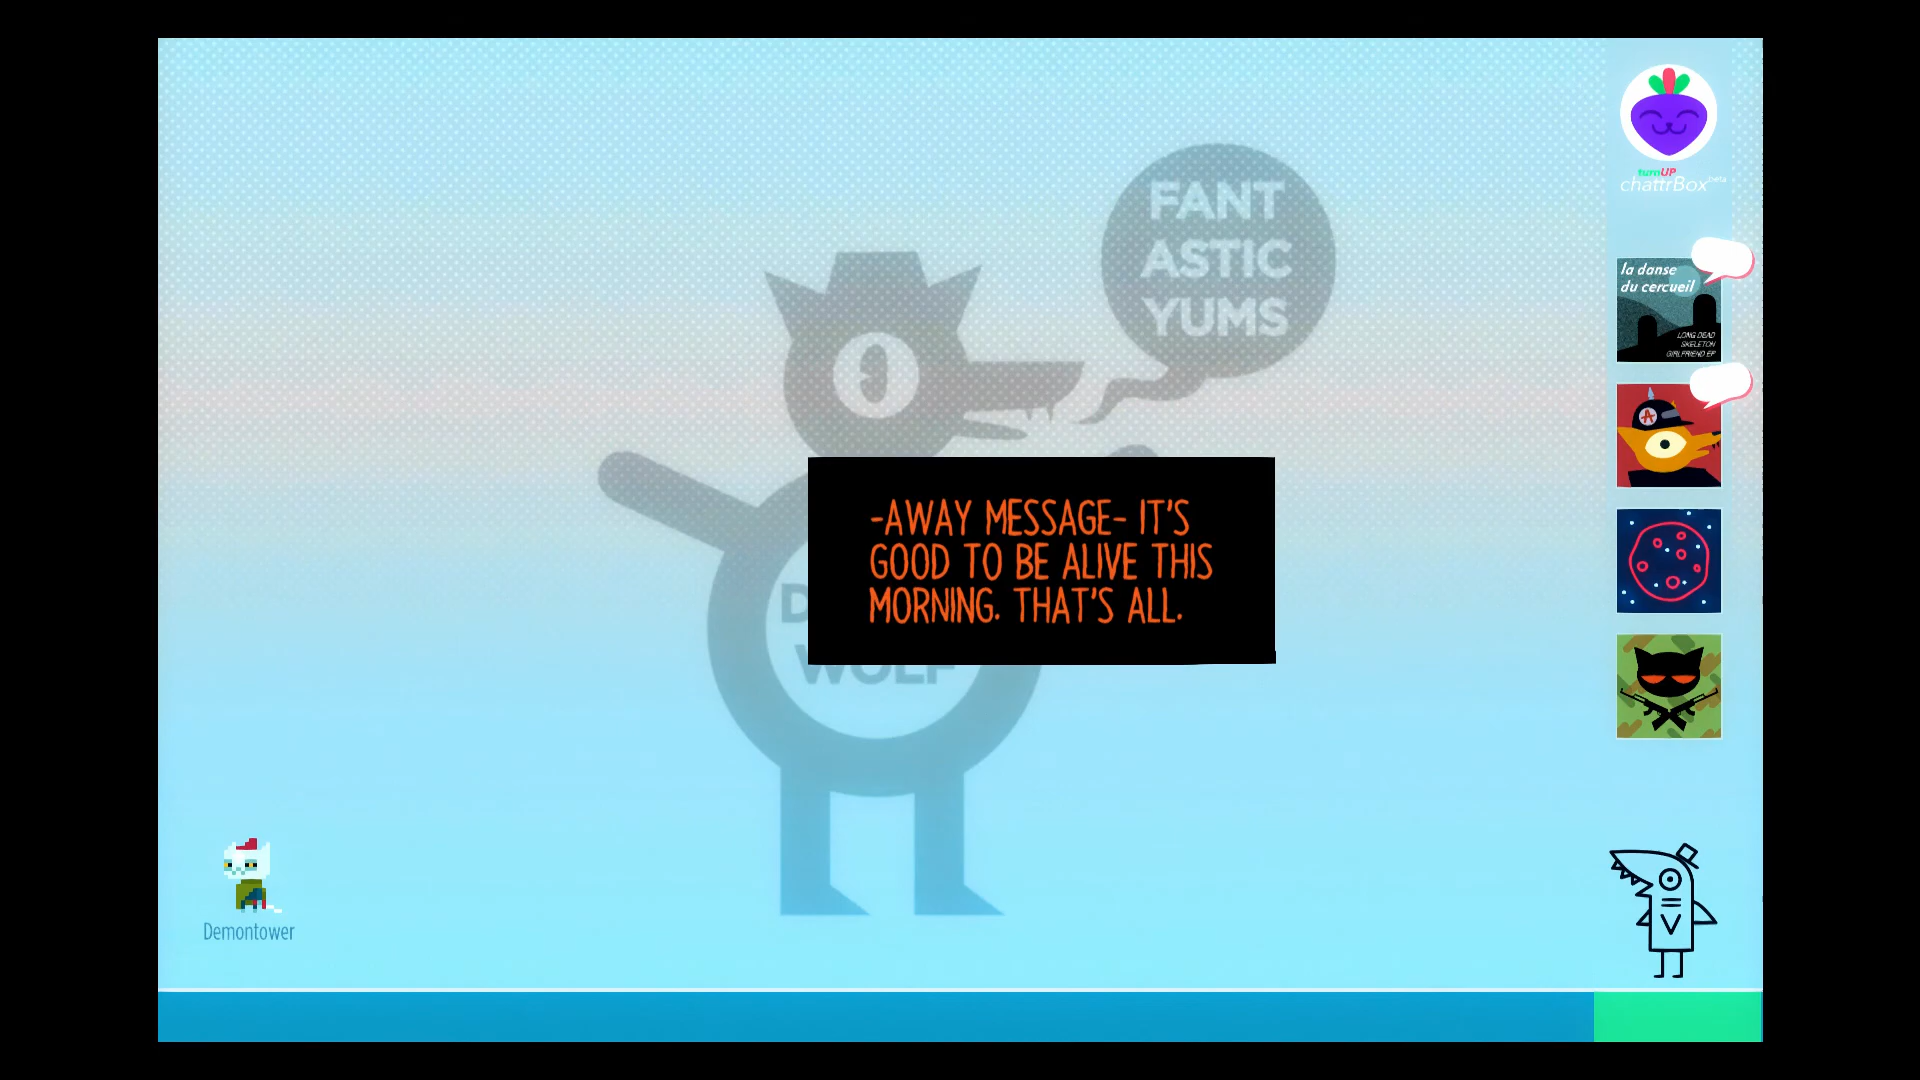 FANT
ASTIC
YUMS
turnUP
chattrBox beta
la danse
du cercueil
LONG DEAD
SKELETON
GIRLFRIEND EP
A
-AWAY MESSAGE- IT'S
GOOD TO BE ALIVE THIS
MORNING. THAT'S ALL.
WOLF
Demontower